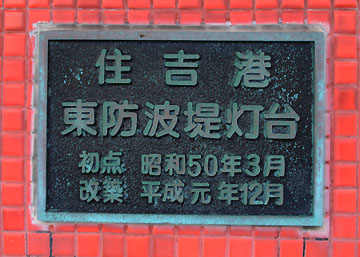 住吉港
東防波堤灯台
初点 昭和50年3月
改築 平成元年12月